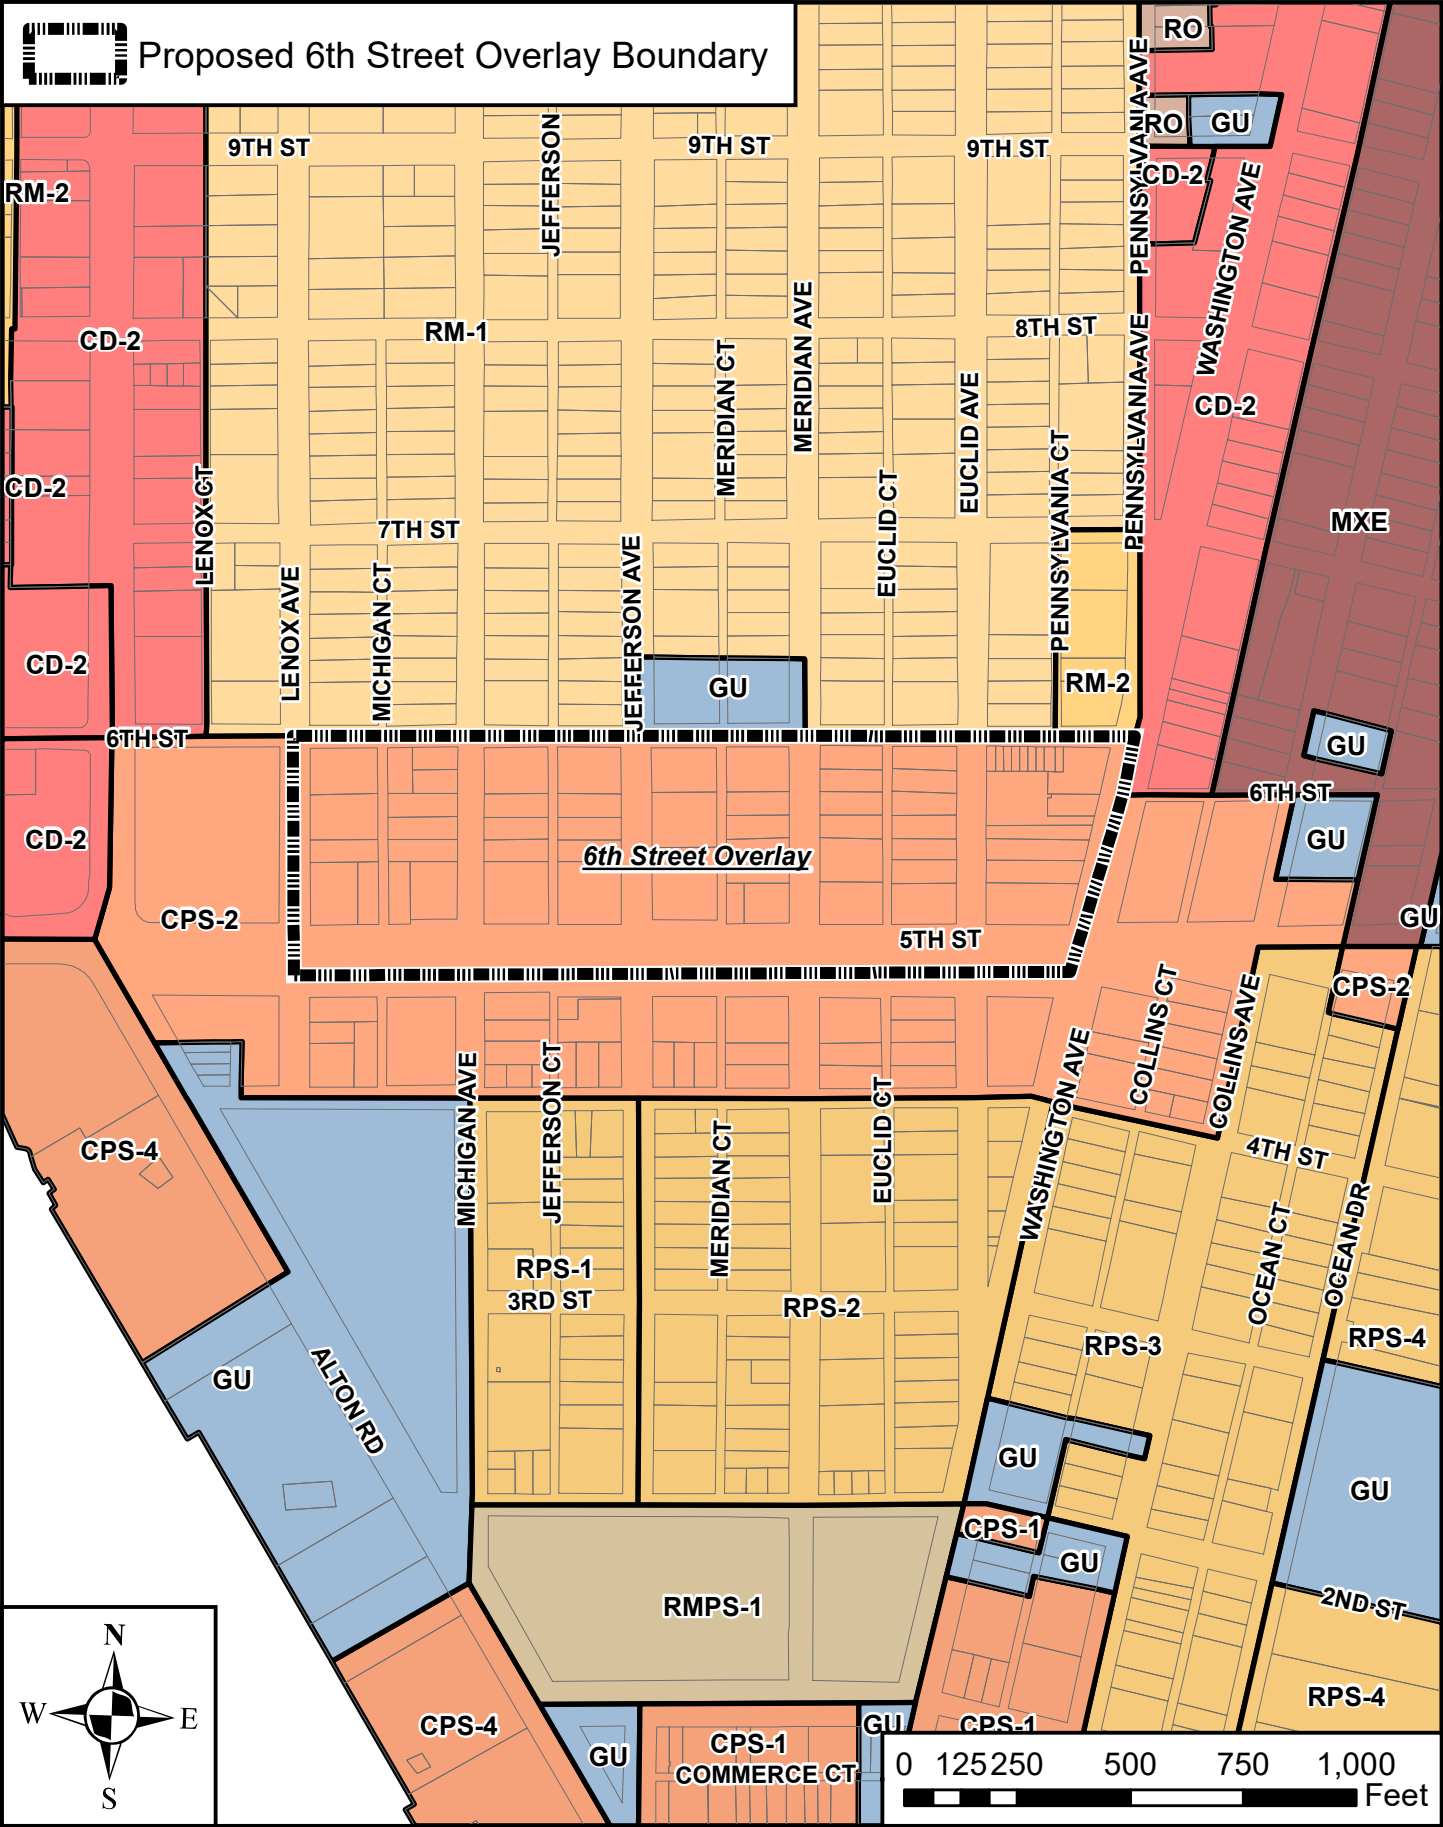 Proposed 6th Street Overlay Boundary
RO
RO
GU
9TH ST
9TH ST
9TH ST
JEFFERSON
PENNSYLVANIA AVE
CD-2
RM-2
WASHINGTON AVE
CD-2
RM-1
8TH ST
MERIDIAN AVE
MERIDIAN CT
PENNSYLVANIA AVE
EUCLID AVE
CD-2
CD-2
LENOX CT
7TH ST
EUCLID CT
PENNSYLVANIA CT
MXE
LENOX AVE
MICHIGAN CT
JEFFERSON AVE
CD-2
GU
RM-2
6TH ST
GU
6TH ST
CD-2
6th Street Overlay
GU
CPS-2
5TH ST
GU
CPS-2
COLLINS CT
COLLINS AVE
WASHINGTON AVE
MICHIGAN AVE
JEFFERSON CT
EUCLID CT
CPS-4
MERIDIAN CT
4TH ST
OCEAN CT
OCEAN DR
RPS-1
3RD ST
RPS-2
RPS-3
RPS-4
GU
ALTON RD
GU
GU
CPS-1
GU
RMPS-1
2ND ST
RPS-4
N
W
E
S
CPS-4
GU
CPS-1
COMMERCE CT
GU
CPS-1
0 125 250 500 750 1,000
Feet